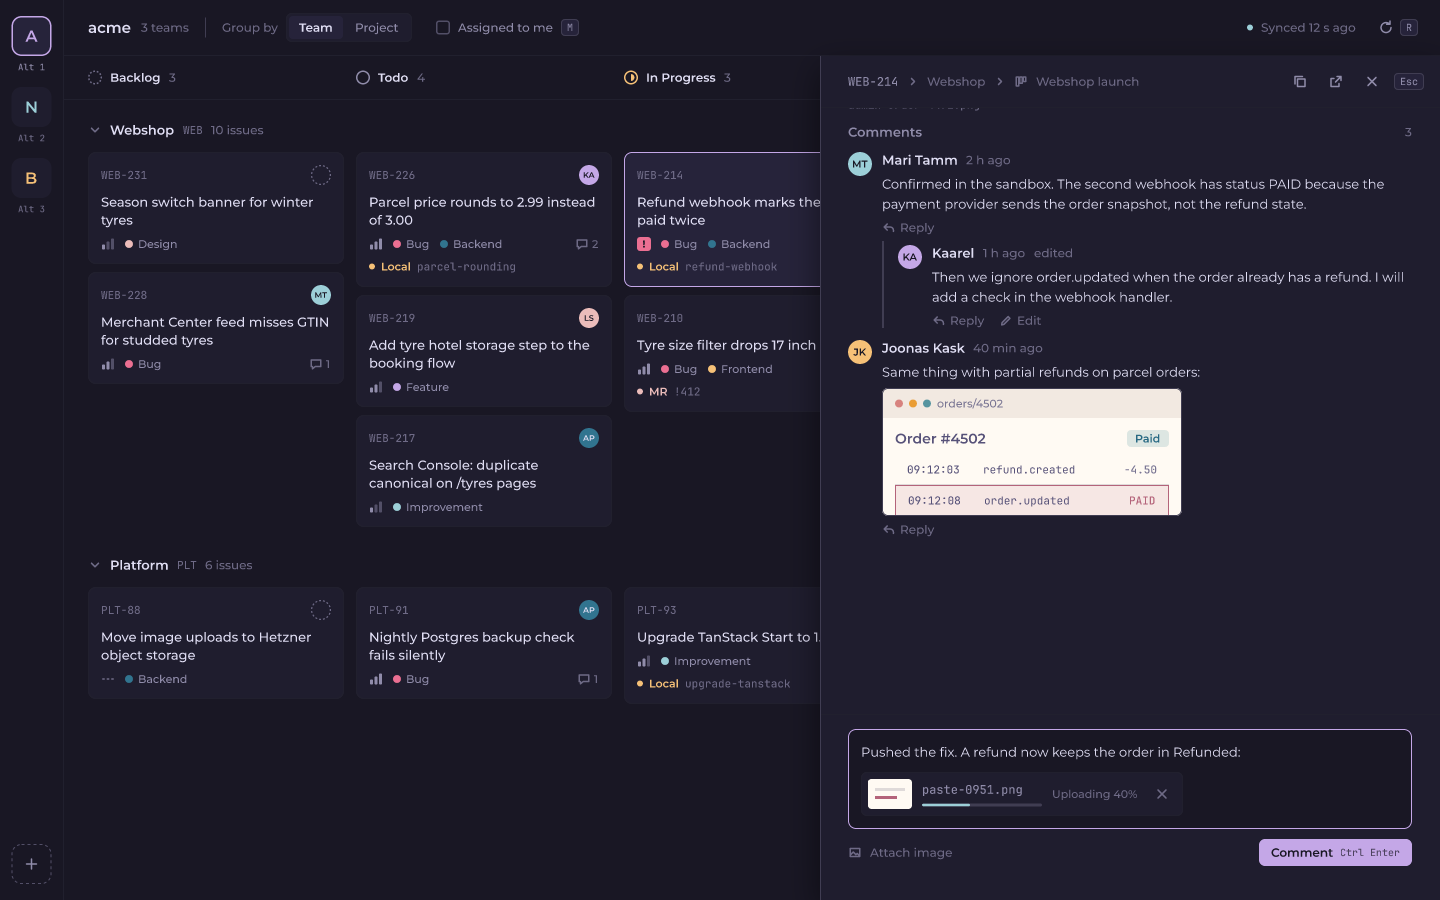 A
Alt 1
N
Alt 2
B
Alt 3
acme 3 teams Group by Team Project Assigned to me M Synced 12 s ago R
Backlog 3
Todo 4
In Progress 3
Webshop WEB 10 issues
WEB-231
Season switch banner for winter
tyres
Design
WEB-228
MT
Merchant Center feed misses GTIN
for studded tyres
Bug 1
WEB-226
KA
Parcel price rounds to 2.99 instead
of 3.00
Bug Backend 2
Local parcel-rounding
WEB-219
LS
Add tyre hotel storage step to the
booking flow
Feature
WEB-217
AP
Search Console: duplicate
canonical on /tyres pages
Improvement
WEB-214
Refund webhook marks the
paid twice
! Bug Backend
Local refund-webhook
WEB-210
Tyre size filter drops 17 inch
Bug Frontend
MR !412
Platform PLT 6 issues
PLT-88
Move image uploads to Hetzner
object storage
Backend
PLT-91
AP
Nightly Postgres backup check
fails silently
Bug 1
PLT-93
Upgrade TanStack Start to 1.
Improvement
Local upgrade-tanstack
WEB-214 Webshop Webshop launch Esc
Comments 3
MT Mari Tamm 2 h ago
Confirmed in the sandbox. The second webhook has status PAID because the
payment provider sends the order snapshot, not the refund state.
Reply
KA Kaarel 1 h ago edited
Then we ignore order.updated when the order already has a refund. I will
add a check in the webhook handler.
Reply Edit
JK Joonas Kask 40 min ago
Same thing with partial refunds on parcel orders:
orders/4502
Order #4502 Paid
09:12:03 refund.created -4.50
09:12:08 order.updated PAID
Reply
Pushed the fix. A refund now keeps the order in Refunded:
paste-0951.png Uploading 40%
Attach image Comment Ctrl Enter